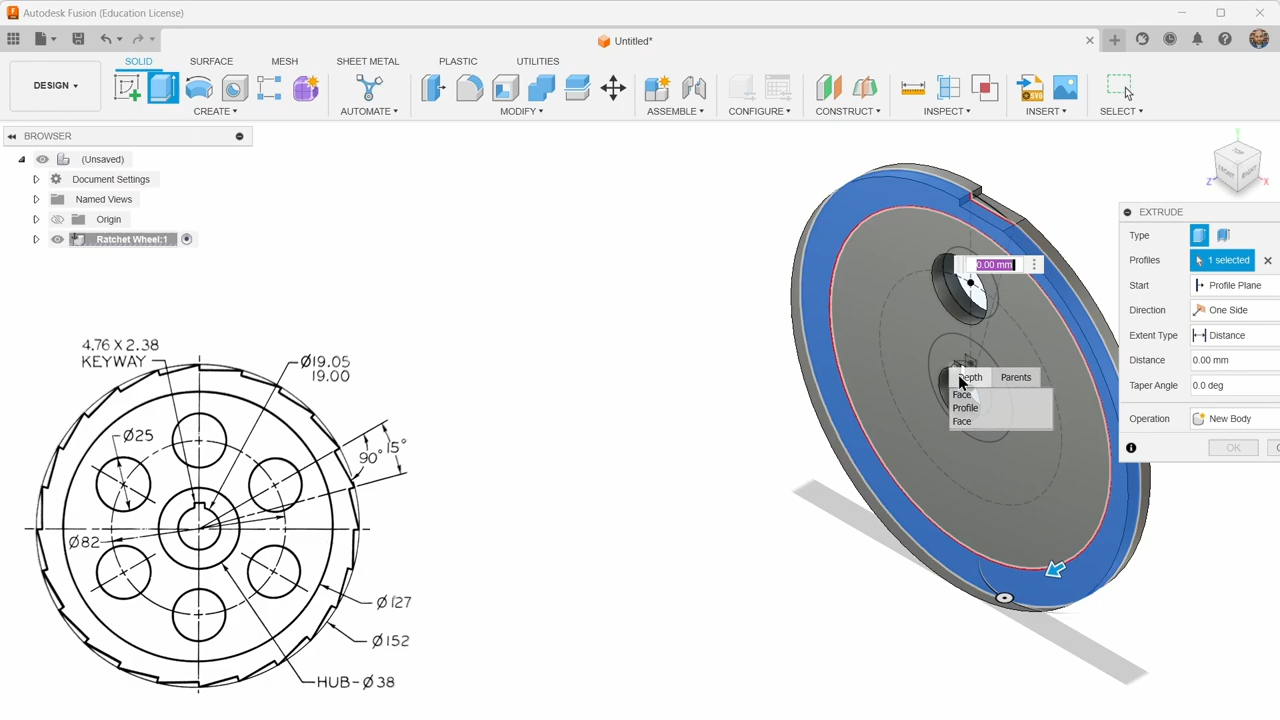 Autodesk Fusion (Education License)
Untitled*
SOLID SURFACE MESH SHEET METAL PLASTIC UTILITIES
DESIGN
CREATE AUTOMATE MODIFY ASSEMBLE CONFIGURE CONSTRUCT INSPECT INSERT SELECT
BROWSER
(Unsaved)
Document Settings
Named Views
Origin
Ratchet Wheel:1
Y
TOP
FRONT RIGHT
Z X
EXTRUDE
Type
Profiles 1 selected
Start Profile Plane
Direction One Side
Extent Type Distance
Distance 0.00 mm
Taper Angle 0.0 deg
Operation New Body
OK
0.00 mm
Depth Parents
Face
Profile
Face
4.76 X 2.38
KEYWAY
Ø19.05
19.00
Ø25
15°
90°
Ø82
Ø127
Ø152
HUB-Ø38